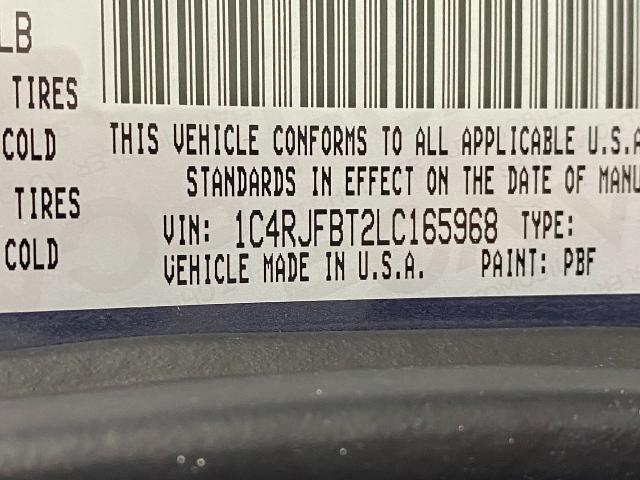 LB
TIRES
COLD
THIS VEHICLE CONFORMS TO ALL APPLICABLE U.S.A
STANDARDS IN EFFECT ON THE DATE OF MANU
TIRES
VIN: 1C4RJFBT2LC165968 TYPE:
COLD
VEHICLE MADE IN U.S.A. PAINT: PBF